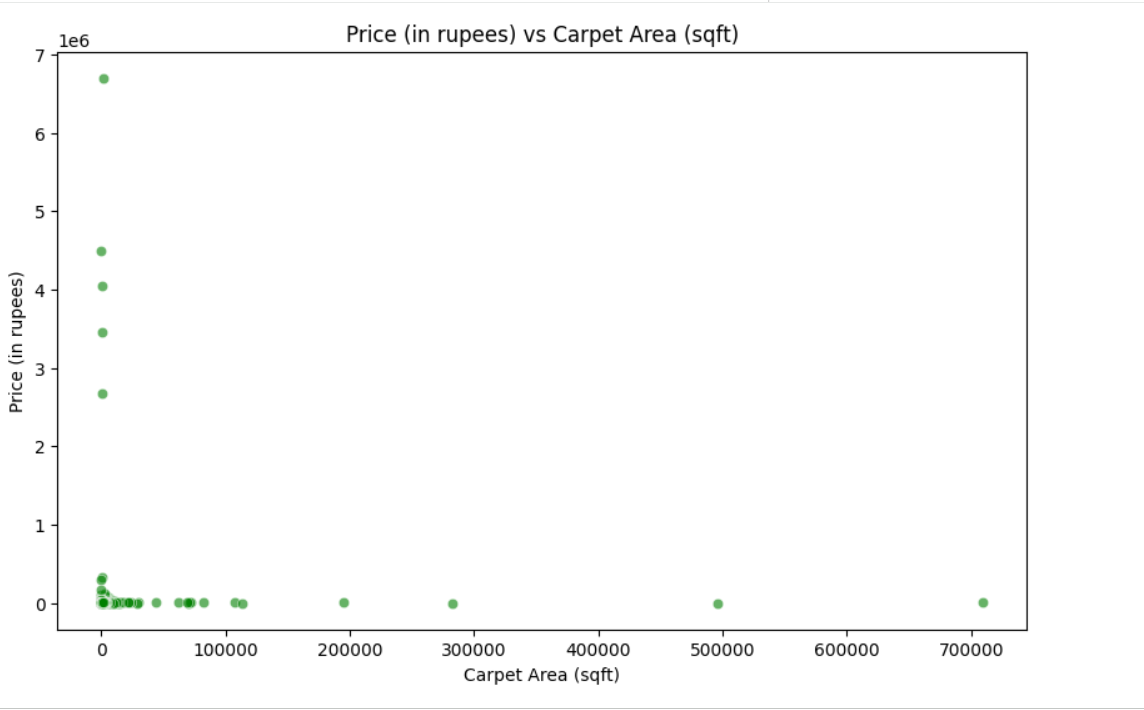 Price (in rupees) vs Carpet Area (sqft)
1e6
7
6
5
4
3
2
1
0
Price (in rupees)
0 100000 200000 300000 400000 500000 600000 700000
Carpet Area (sqft)